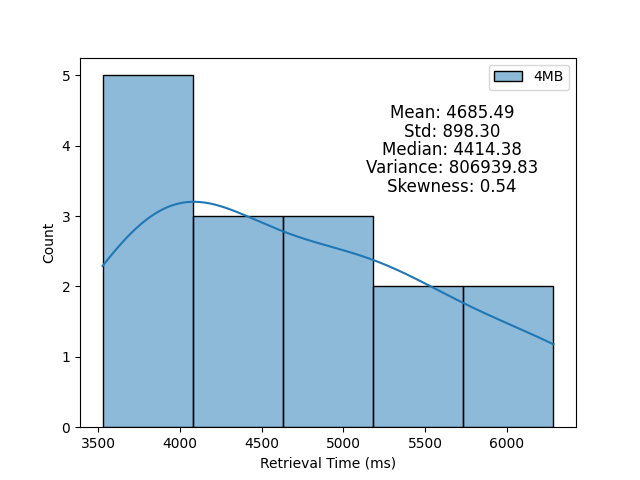 4MB
Mean: 4685.49
Std: 898.30
Median: 4414.38
Variance: 806939.83
Skewness: 0.54
5
4
3
2
1
0
Count
3500 4000 4500 5000 5500 6000
Retrieval Time (ms)